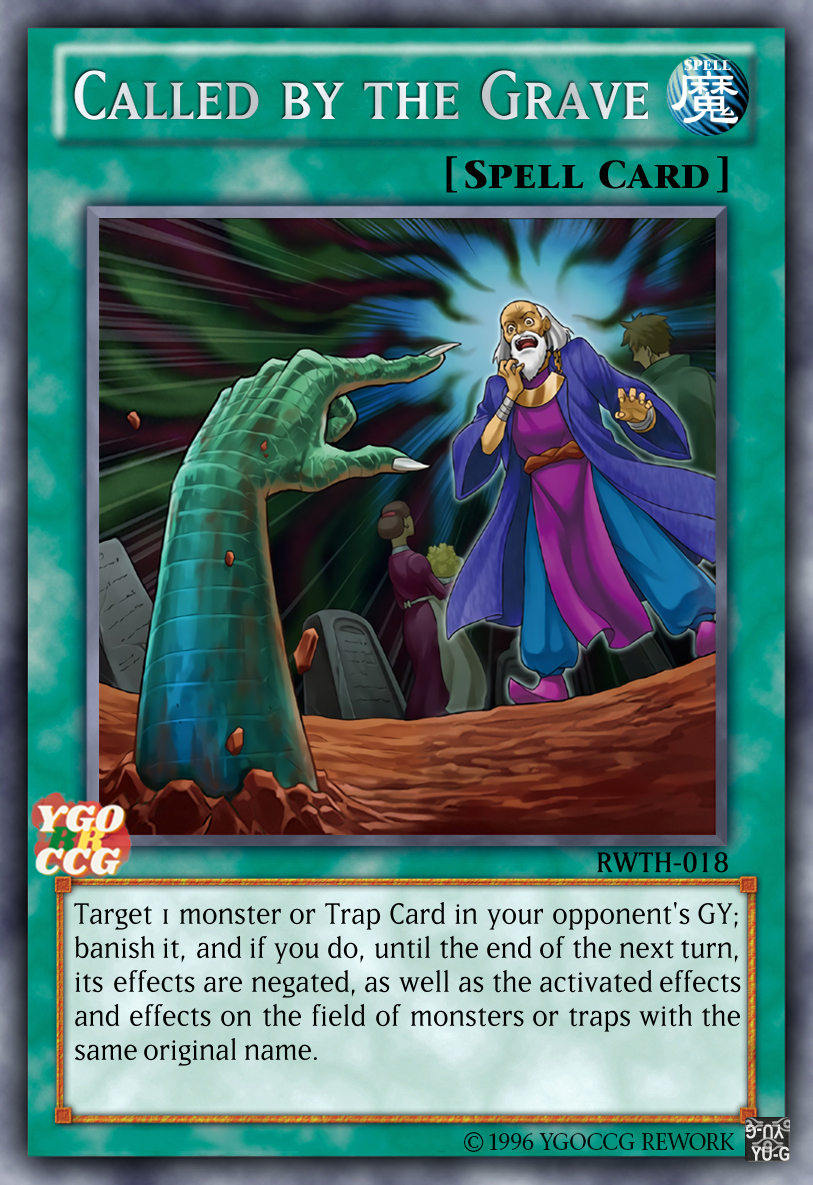 CALLED BY THE GRAVE
SPELL
魔
[SPELL CARD]
YGO
RR
CCG
RWTH-018
Target 1 monster or Trap Card in your opponent's GY;
banish it, and if you do, until the end of the next turn,
its effects are negated, as well as the activated effects
and effects on the field of monsters or traps with the
same original name.
© 1996 YGOCCG REWORK
YU-G
YU-G